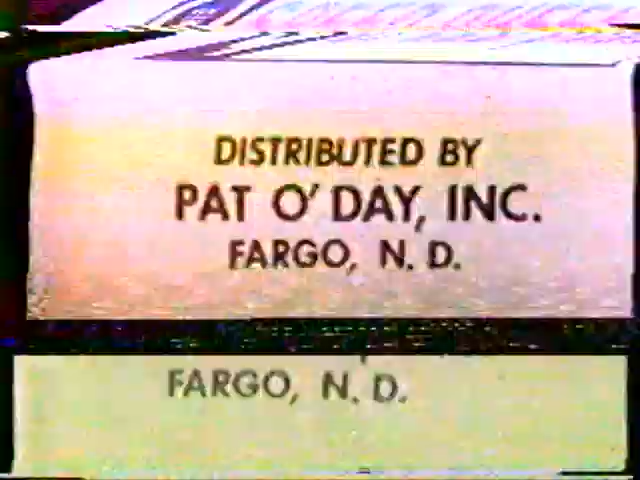 DISTRIBUTED BY
PAT O' DAY, INC.
FARGO, N. D.
FARGO, N. D.